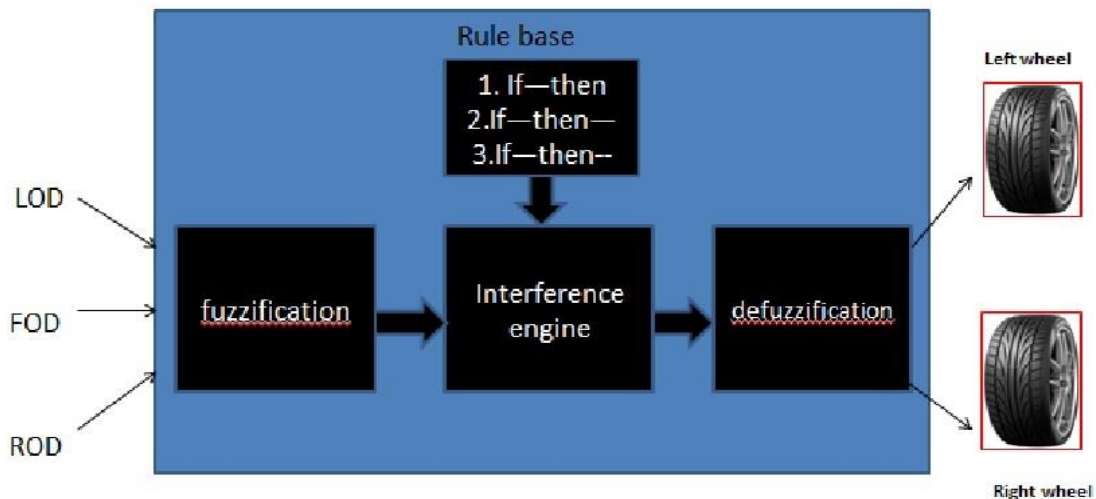 Rule base
1. If—then
2.If—then—
3.If—then--
LOD
FOD
ROD
fuzzification
Interference
engine
defuzzification
Left wheel
Right wheel